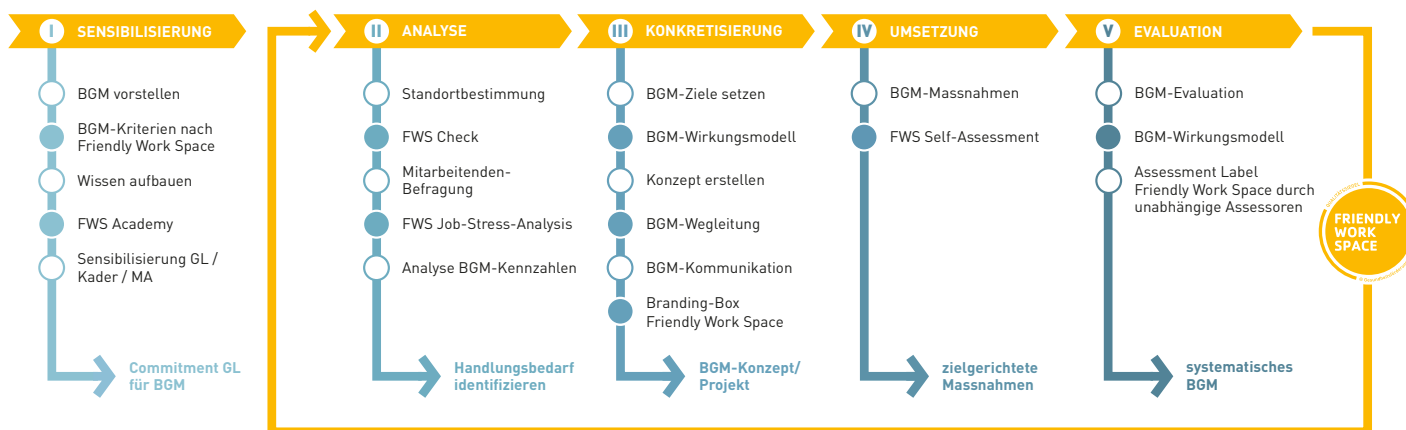 I SENSIBILISIERUNG
BGM vorstellen
BGM-Kriterien nach
Friendly Work Space
Wissen aufbauen
FWS Academy
Sensibilisierung GL /
Kader / MA
Commitment GL
für BGM
II ANALYSE
Standortbestimmung
FWS Check
Mitarbeitenden-
Befragung
FWS Job-Stress-Analysis
Analyse BGM-Kennzahlen
Handlungsbedarf
identifizieren
III KONKRETISIERUNG
BGM-Ziele setzen
BGM-Wirkungsmodell
Konzept erstellen
BGM-Wegleitung
BGM-Kommunikation
Branding-Box
Friendly Work Space
BGM-Konzept/
Projekt
IV UMSETZUNG
BGM-Massnahmen
FWS Self-Assessment
zielgerichtete
Massnahmen
V EVALUATION
BGM-Evaluation
BGM-Wirkungsmodell
Assessment Label
Friendly Work Space durch
unabhängige Assessoren
systematisches
BGM
FRIENDLY
WORK
SPACE